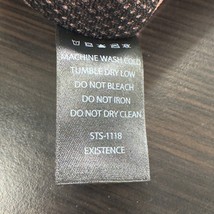 MACHINE WASH COLD
TUMBLE DRY LOW
DO NOT BLEACH
DO NOT IRON
DO NOT DRY CLEAN
STS-1118
EXISTENCE